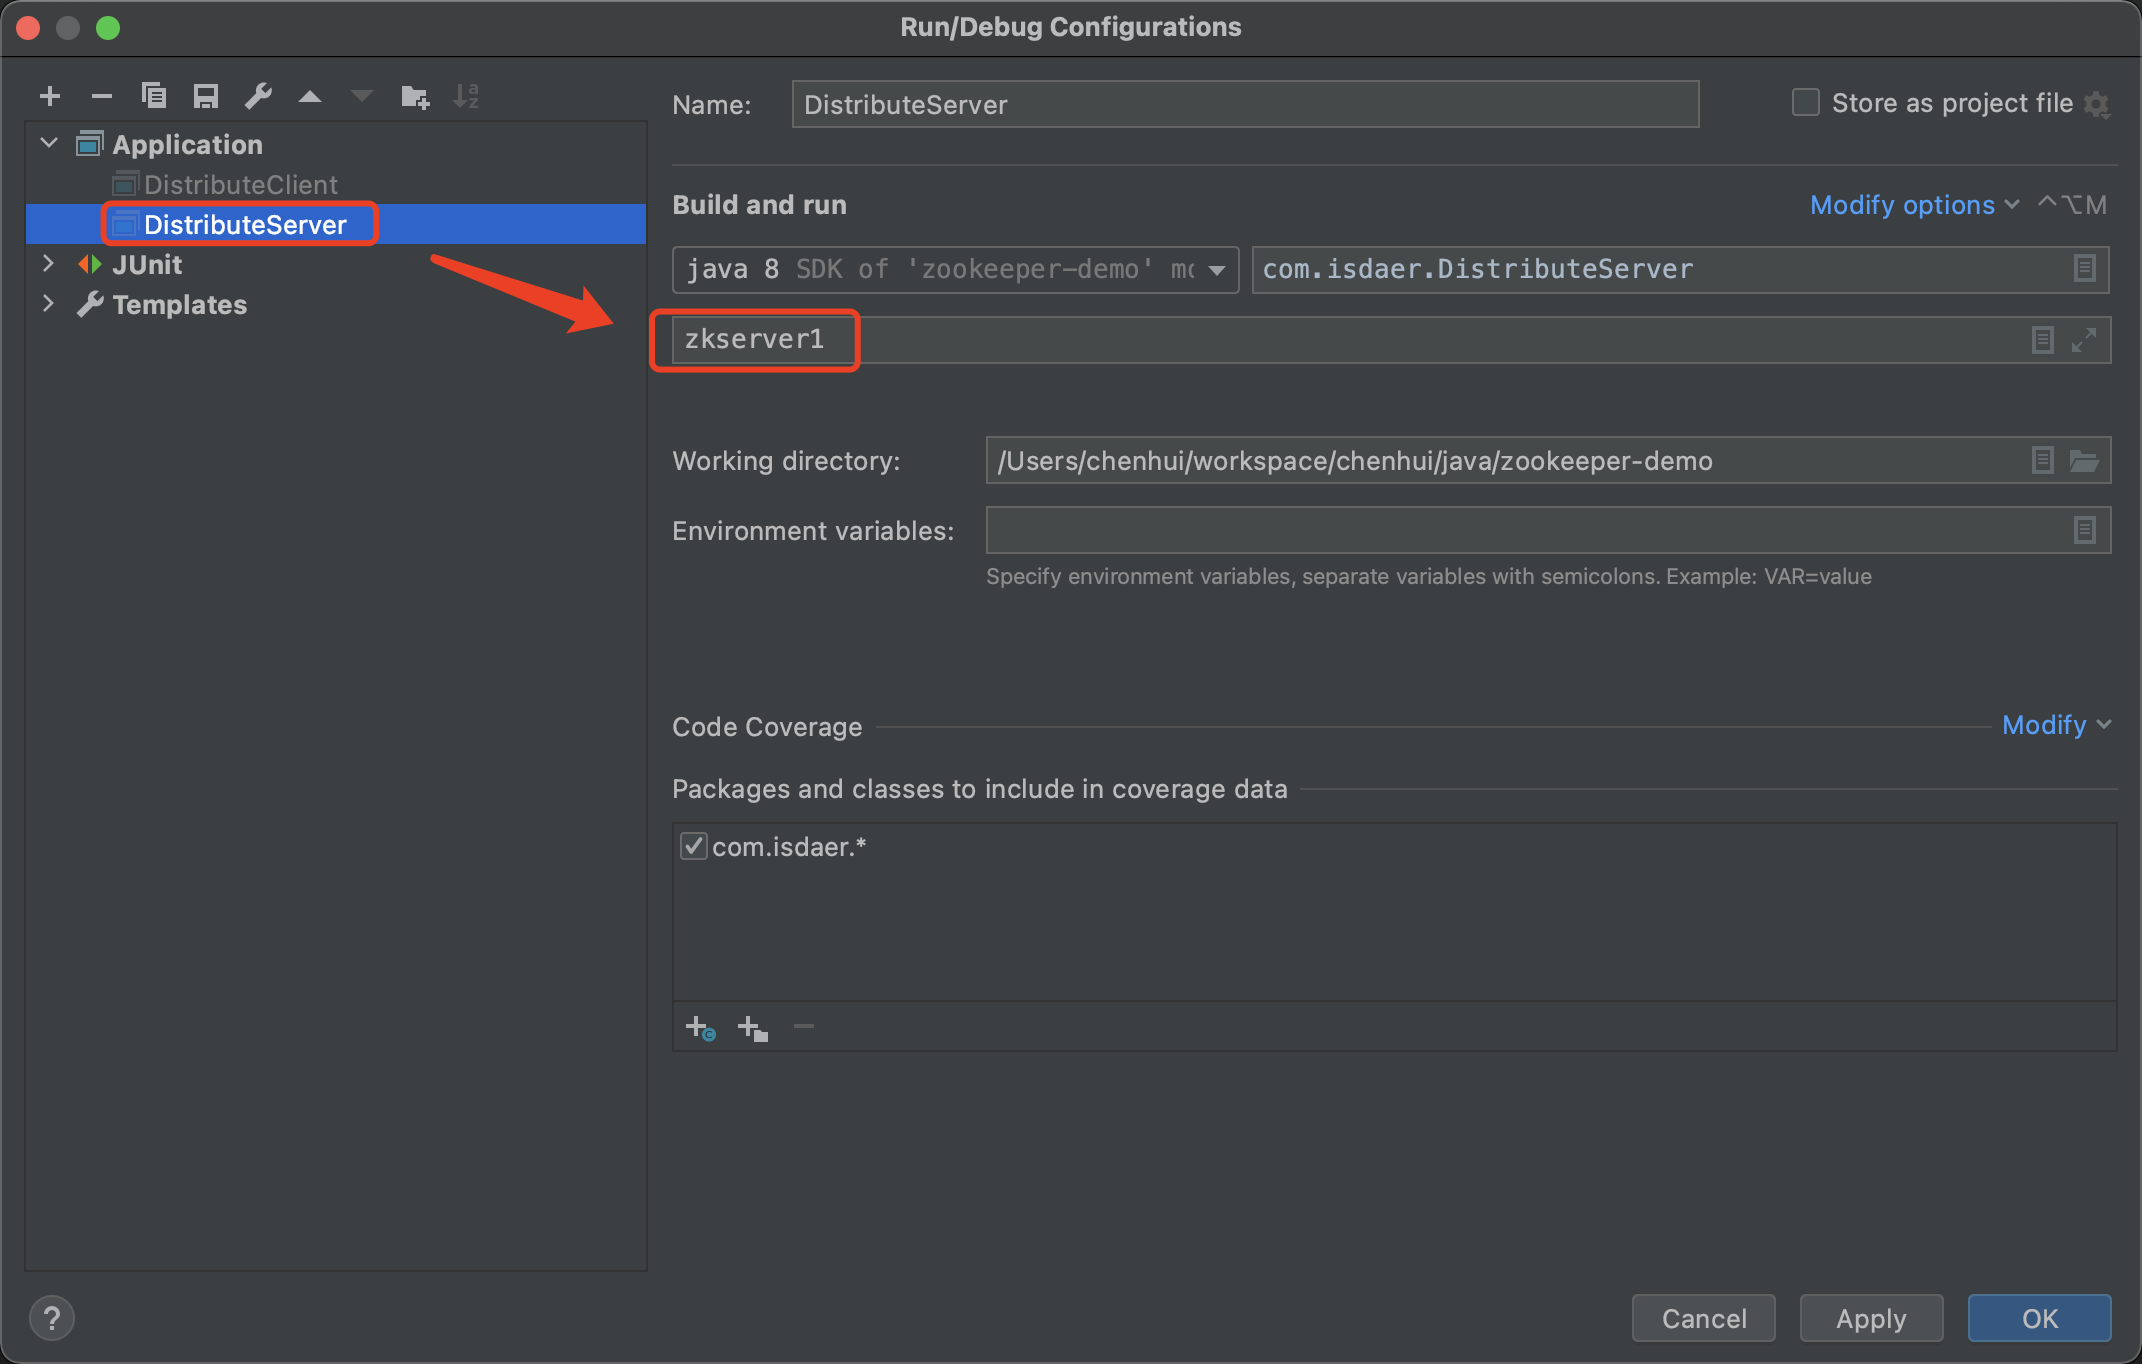 Run/Debug Configurations
Name: DistributeServer
Store as project file
Application
DistributeClient
DistributeServer
JUnit
Templates
Build and run
Modify options ^⌥M
java 8 SDK of 'zookeeper-demo' mo
com.isdaer.DistributeServer
zkserver1
Working directory: /Users/chenhui/workspace/chenhui/java/zookeeper-demo
Environment variables:
Specify environment variables, separate variables with semicolons. Example: VAR=value
Code Coverage
Modify
Packages and classes to include in coverage data
com.isdaer.*
?
Cancel
Apply
OK